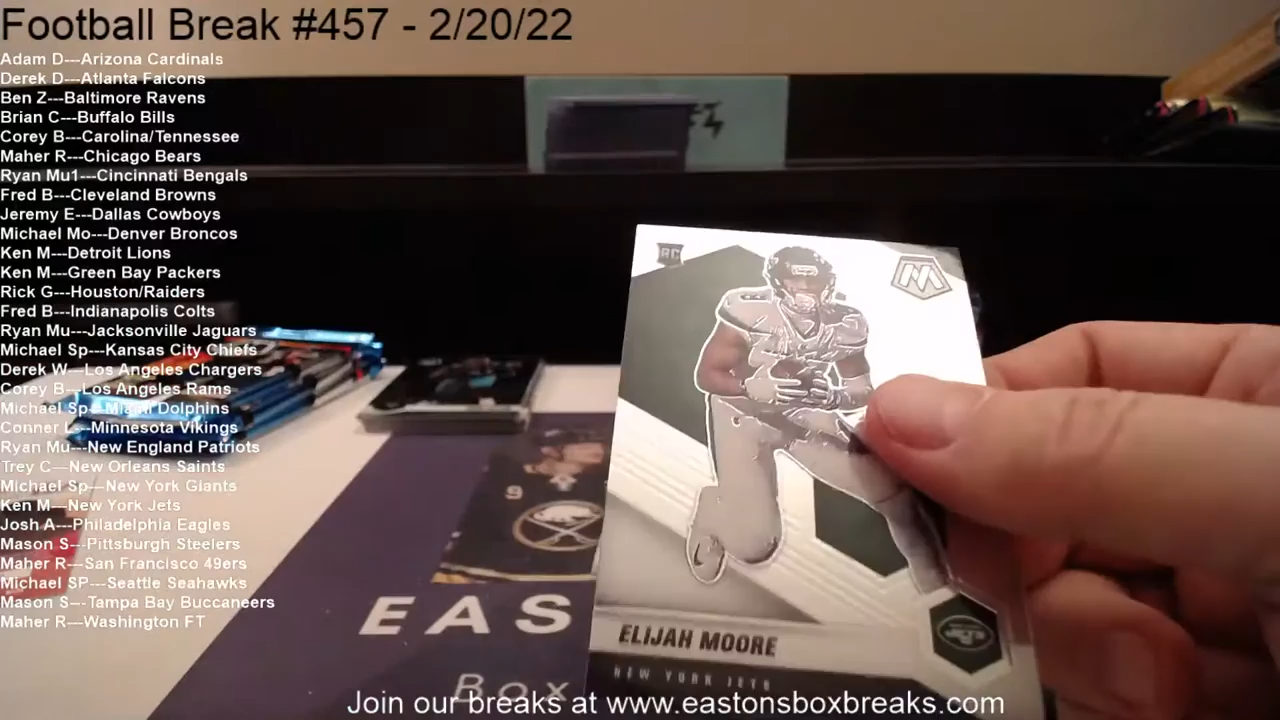 Football Break #457 - 2/20/22
Adam D---Arizona Cardinals
Derek D---Atlanta Falcons
Ben Z---Baltimore Ravens
Brian C---Buffalo Bills
Corey B---Carolina/Tennessee
Maher R---Chicago Bears
Ryan Mu1---Cincinnati Bengals
Fred B---Cleveland Browns
Jeremy E---Dallas Cowboys
Michael Mo---Denver Broncos
Ken M---Detroit Lions
Ken M---Green Bay Packers
Rick G---Houston/Raiders
Fred B---Indianapolis Colts
Ryan Mu---Jacksonville Jaguars
Michael Sp---Kansas City Chiefs
Derek W---Los Angeles Chargers
Corey B---Los Angeles Rams
Michael Sp---Miami Dolphins
Conner L---Minnesota Vikings
Ryan Mu---New England Patriots
Trey C---New Orleans Saints
Michael Sp---New York Giants
Ken M---New York Jets
Josh A---Philadelphia Eagles
Mason S---Pittsburgh Steelers
Maher R---San Francisco 49ers
Michael SP---Seattle Seahawks
Mason S---Tampa Bay Buccaneers
Maher R---Washington FT
RC
M
9
EAS
ELIJAH MOORE
NEW YORK JETS
Box
Join our breaks at www.eastonsboxbreaks.com